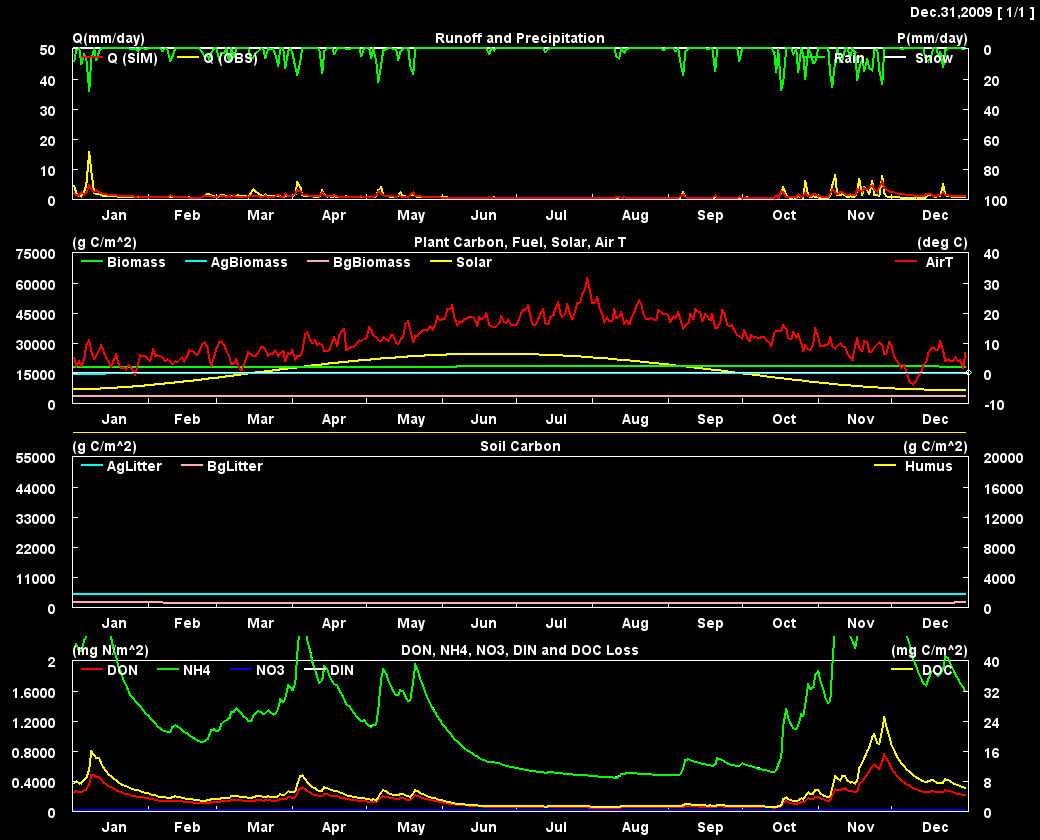 Dec.31,2009 [ 1/1 ]
Q(mm/day) Runoff and Precipitation P(mm/day)
50 Q (SIM) Q (OBS) Rain Snow 0
40 20
30 40
20 60
10 80
0 100
Jan Feb Mar Apr May Jun Jul Aug Sep Oct Nov Dec
(g C/m^2) Plant Carbon, Fuel, Solar, Air T (deg C)
75000 Biomass AgBiomass BgBiomass Solar AirT 40
60000 30
45000 20
30000 10
15000 0
0 -10
Jan Feb Mar Apr May Jun Jul Aug Sep Oct Nov Dec
(g C/m^2) Soil Carbon (g C/m^2)
55000 AgLitter BgLitter Humus 20000
44000 16000
33000 12000
22000 8000
11000 4000
0 0
Jan Feb Mar Apr May Jun Jul Aug Sep Oct Nov Dec
(mg N/m^2) DON, NH4, NO3, DIN and DOC Loss (mg C/m^2)
2 DON NH4 NO3 DIN DOC 40
1.6000 32
1.2000 24
0.8000 16
0.4000 8
0 0
Jan Feb Mar Apr May Jun Jul Aug Sep Oct Nov Dec